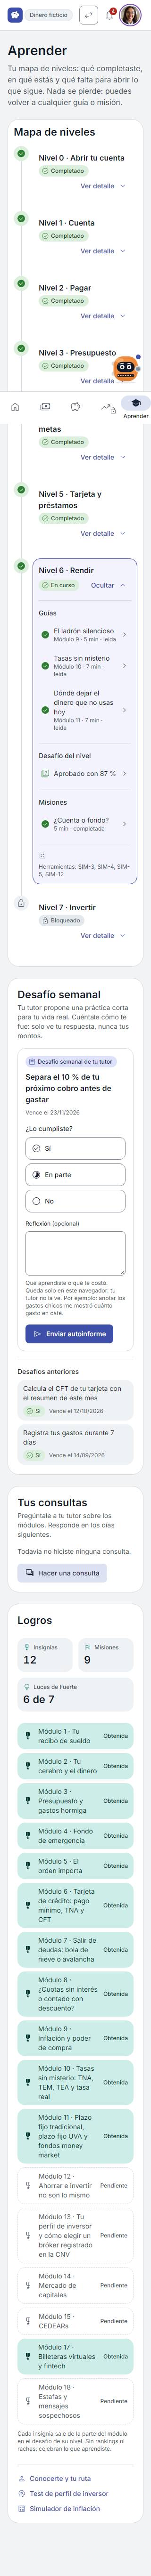 Dinero ficticio
4
Aprender
Tu mapa de niveles: qué completaste,
en qué estás y qué falta para abrir lo
que sigue. Nada se pierde: puedes
volver a cualquier guía o misión.
Mapa de niveles
Nivel 0 · Abrir tu cuenta
Completado
Ver detalle
Nivel 1 · Cuenta
Completado
Ver detalle
Nivel 2 · Pagar
Completado
Ver detalle
Nivel 3 · Presupuesto
Completado
Ver detalle
Aprender
metas
Completado
Ver detalle
Nivel 5 · Tarjeta y
préstamos
Completado
Ver detalle
Nivel 6 · Rendir
En curso
Ocultar
Guías
El ladrón silencioso
Módulo 9 · 5 min · leída
Tasas sin misterio
Módulo 10 · 7 min ·
leída
Dónde dejar el
dinero que no usas
hoy
Módulo 11 · 7 min ·
leída
Desafío del nivel
Aprobado con 87 %
Misiones
¿Cuenta o fondo?
5 min · completada
Herramientas: SIM-3, SIM-4, SIM-
5, SIM-12
Nivel 7 · Invertir
Bloqueado
Ver detalle
Desafío semanal
Tu tutor propone una práctica corta
para tu vida real. Cuéntale cómo te
fue: solo ve tu respuesta, nunca tus
montos.
Desafío semanal de tu tutor
Separa el 10 % de tu
próximo cobro antes de
gastar
Vence el 23/11/2026
¿Lo cumpliste?
Sí
En parte
No
Reflexión (opcional)
Qué aprendiste o qué te costó.
Queda solo en este navegador: tu
tutor no la ve. Por ejemplo: anotar los
gastos chicos me mostró cuánto
gasto en café.
Enviar autoinforme
Desafíos anteriores
Calcula el CFT de tu tarjeta con
el resumen de este mes
Sí
Vence el 12/10/2026
Registra tus gastos durante 7
días
Sí
Vence el 14/09/2026
Tus consultas
Pregúntale a tu tutor sobre los
módulos. Responde en los días
siguientes.
Todavía no hiciste ninguna consulta.
Hacer una consulta
Logros
Insignias
12
Misiones
9
Luces de Fuerte
6 de 7
Módulo 1 · Tu
recibo de sueldo
Obtenida
Módulo 2 · Tu
cerebro y el dinero
Obtenida
Módulo 3 ·
Presupuesto y
gastos hormiga
Obtenida
Módulo 4 · Fondo
de emergencia
Obtenida
Módulo 5 · El
orden importa
Obtenida
Módulo 6 · Tarjeta
de crédito: pago
mínimo, TNA y
CFT
Obtenida
Módulo 7 · Salir de
deudas: bola de
nieve o avalancha
Obtenida
Módulo 8 ·
¿Cuotas sin interés
o contado con
descuento?
Obtenida
Módulo 9 ·
Inflación y poder
de compra
Obtenida
Módulo 10 · Tasas
sin misterio: TNA,
TEM, TEA y tasa
real
Obtenida
Módulo 11 · Plazo
fijo tradicional,
plazo fijo UVA y
fondos money
market
Obtenida
Módulo 12 ·
Ahorrar e invertir
no son lo mismo
Pendiente
Módulo 13 · Tu
perfil de inversor
y cómo elegir un
bróker registrado
en la CNV
Pendiente
Módulo 14 ·
Mercado de
capitales
Pendiente
Módulo 15 ·
CEDEARs
Pendiente
Módulo 17 ·
Billeteras virtuales
y fintech
Obtenida
Módulo 18 ·
Estafas y
mensajes
sospechosos
Pendiente
Cada insignia sale de la parte del módulo
en el desafío de su nivel. Sin rankings ni
rachas: celebran lo que aprendiste.
Conocerte y tu ruta
Test de perfil de inversor
Simulador de inflación